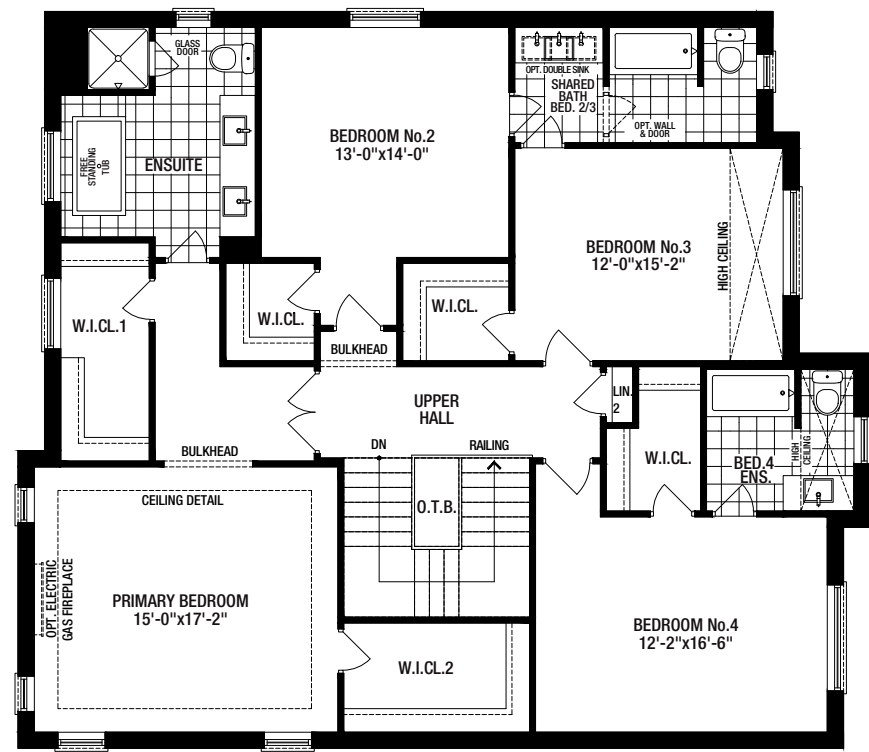 GLASS
DOOR
FREE
STANDING
TUB
ENSUITE
BEDROOM No.2
13'-0"x14'-0"
OPT. DOUBLE SINK
SHARED
BATH
BED. 2/3
OPT. WALL
& DOOR
BEDROOM No.3
12'-0"x15'-2"
HIGH CEILING
W.I.CL.1
W.I.CL.
W.I.CL.
BULKHEAD
UPPER
HALL
LIN.
2
BULKHEAD
DN
RAILING
W.I.CL.
BED.4
ENS.
HIGH
CEILING
O.T.B.
CEILING DETAIL
OPT. ELECTRIC
GAS FIREPLACE
PRIMARY BEDROOM
15'-0"x17'-2"
W.I.CL.2
BEDROOM No.4
12'-2"x16'-6"